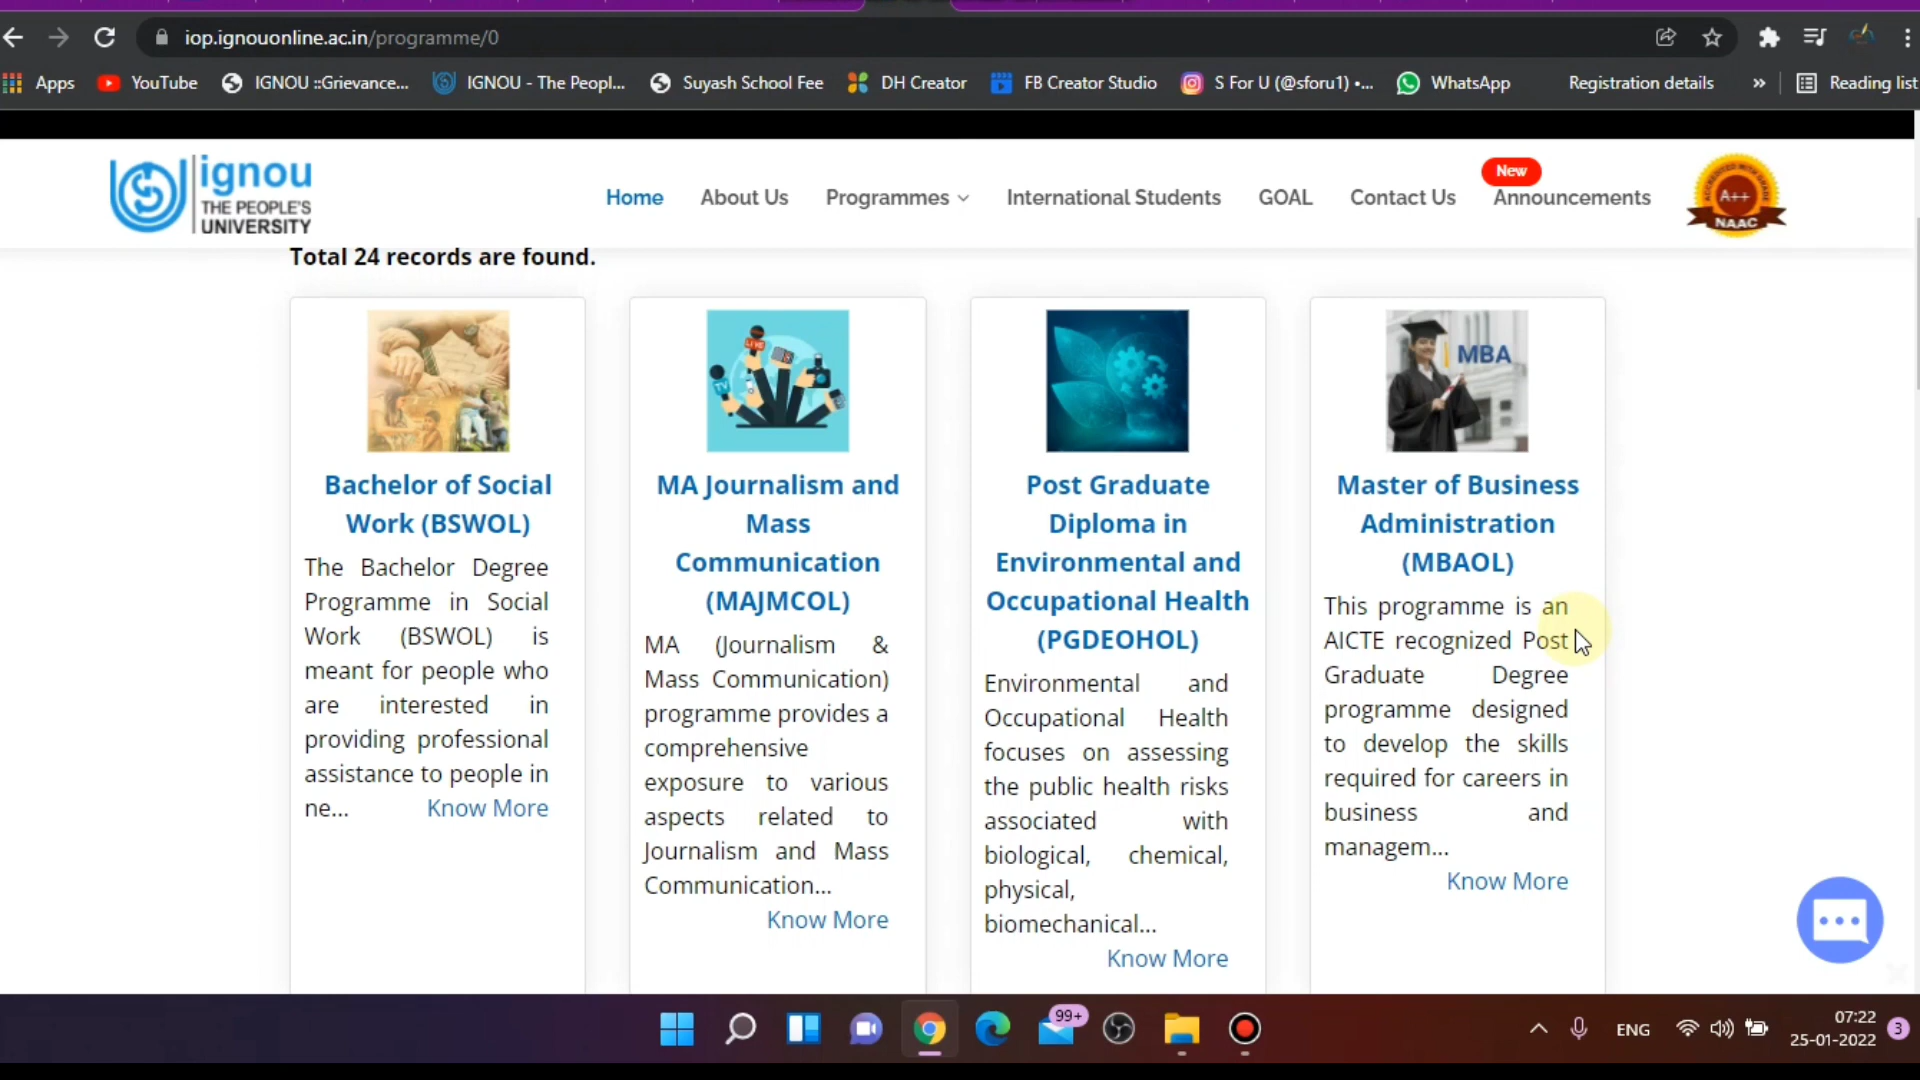 iop.ignouonline.ac.in/programme/0
Apps YouTube IGNOU ::Grievance... IGNOU - The Peopl... Suyash School Fee DH Creator FB Creator Studio S For U (@sforu1) •... WhatsApp Registration details » Reading list
ignou
THE PEOPLE'S
UNIVERSITY
Home About Us Programmes International Students GOAL Contact Us New Announcements
A++
NAAC
Total 24 records are found.
Bachelor of Social
Work (BSWOL)
The Bachelor Degree
Programme in Social
Work (BSWOL) is
meant for people who
are interested in
providing professional
assistance to people in
ne... Know More
LIVE
TV
MA Journalism and
Mass
Communication
(MAJMCOL)
MA (Journalism &
Mass Communication)
programme provides a
comprehensive
exposure to various
aspects related to
Journalism and Mass
Communication...
Know More
Post Graduate
Diploma in
Environmental and
Occupational Health
(PGDEOHOL)
Environmental and
Occupational Health
focuses on assessing
the public health risks
associated with
biological, chemical,
physical,
biomechanical...
Know More
MBA
Master of Business
Administration
(MBAOL)
This programme is an
AICTE recognized Post
Graduate Degree
programme designed
to develop the skills
required for careers in
business and
managem...
Know More
99+
ENG
07:22
25-01-2022
3